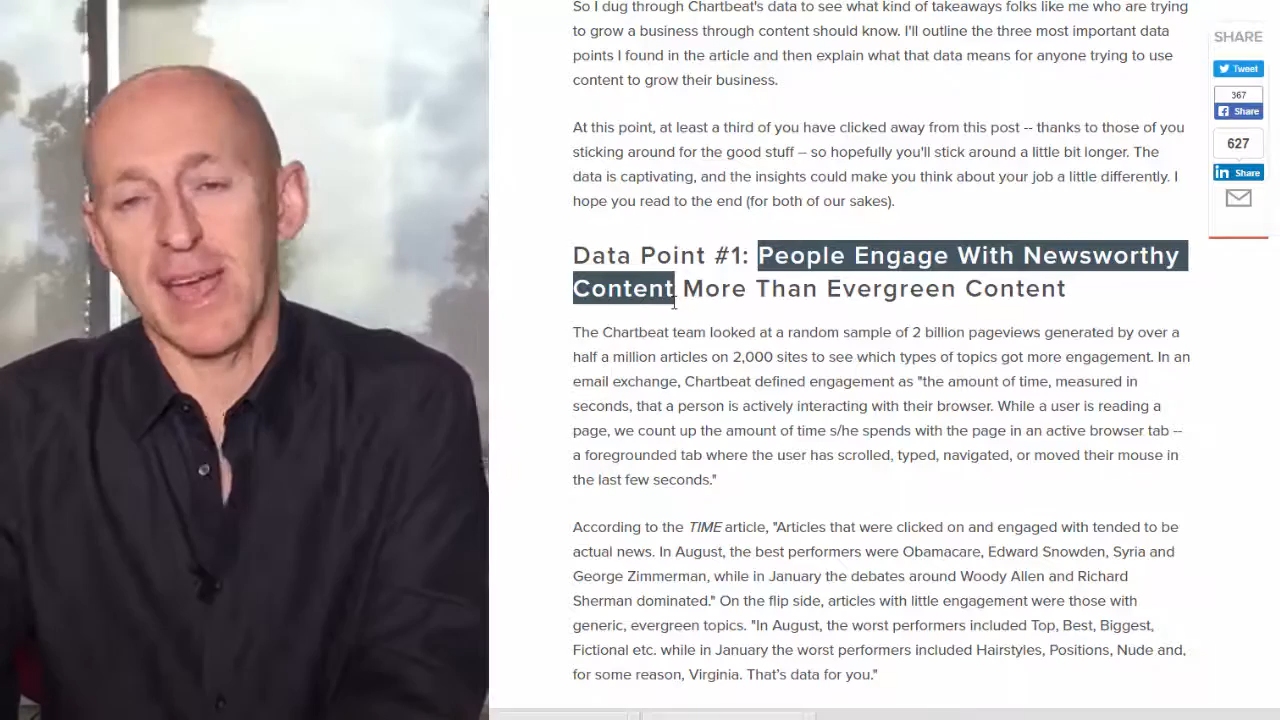 So I dug through Chartbeat's data to see what kind of takeaways folks like me who are trying
to grow a business through content should know. I'll outline the three most important data
points I found in the article and then explain what that data means for anyone trying to use
content to grow their business.
At this point, at least a third of you have clicked away from this post -- thanks to those of you
sticking around for the good stuff -- so hopefully you'll stick around a little bit longer. The
data is captivating, and the insights could make you think about your job a little differently. I
hope you read to the end (for both of our sakes).
Data Point #1: People Engage With Newsworthy
Content More Than Evergreen Content
The Chartbeat team looked at a random sample of 2 billion pageviews generated by over a
half a million articles on 2,000 sites to see which types of topics got more engagement. In an
email exchange, Chartbeat defined engagement as "the amount of time, measured in
seconds, that a person is actively interacting with their browser. While a user is reading a
page, we count up the amount of time s/he spends with the page in an active browser tab --
a foregrounded tab where the user has scrolled, typed, navigated, or moved their mouse in
the last few seconds."
According to the TIME article, "Articles that were clicked on and engaged with tended to be
actual news. In August, the best performers were Obamacare, Edward Snowden, Syria and
George Zimmerman, while in January the debates around Woody Allen and Richard
Sherman dominated." On the flip side, articles with little engagement were those with
generic, evergreen topics. "In August, the worst performers included Top, Best, Biggest,
Fictional etc. while in January the worst performers included Hairstyles, Positions, Nude and,
for some reason, Virginia. That's data for you."
SHARE
Tweet
367
Share
627
in Share